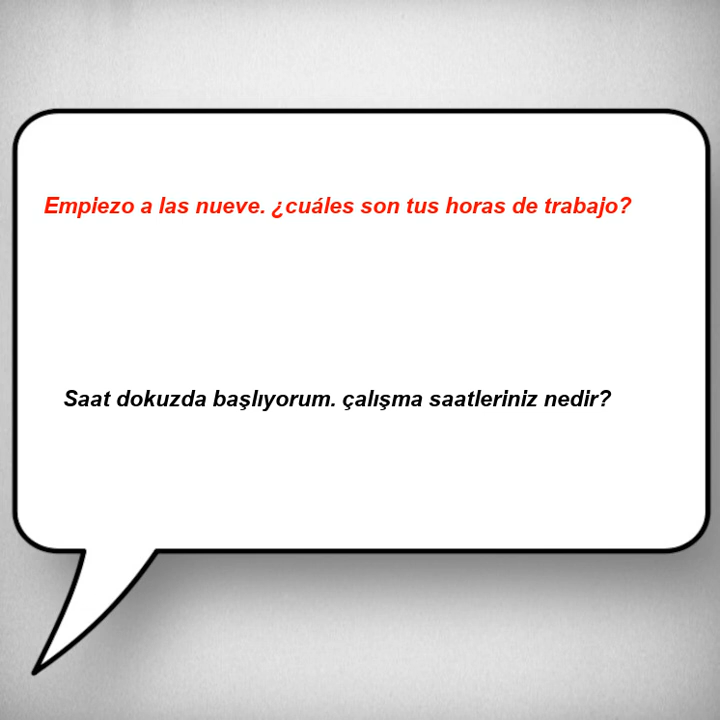 Empiezo a las nueve. ¿cuáles son tus horas de trabajo?
Saat dokuzda başlıyorum. çalışma saatleriniz nedir?